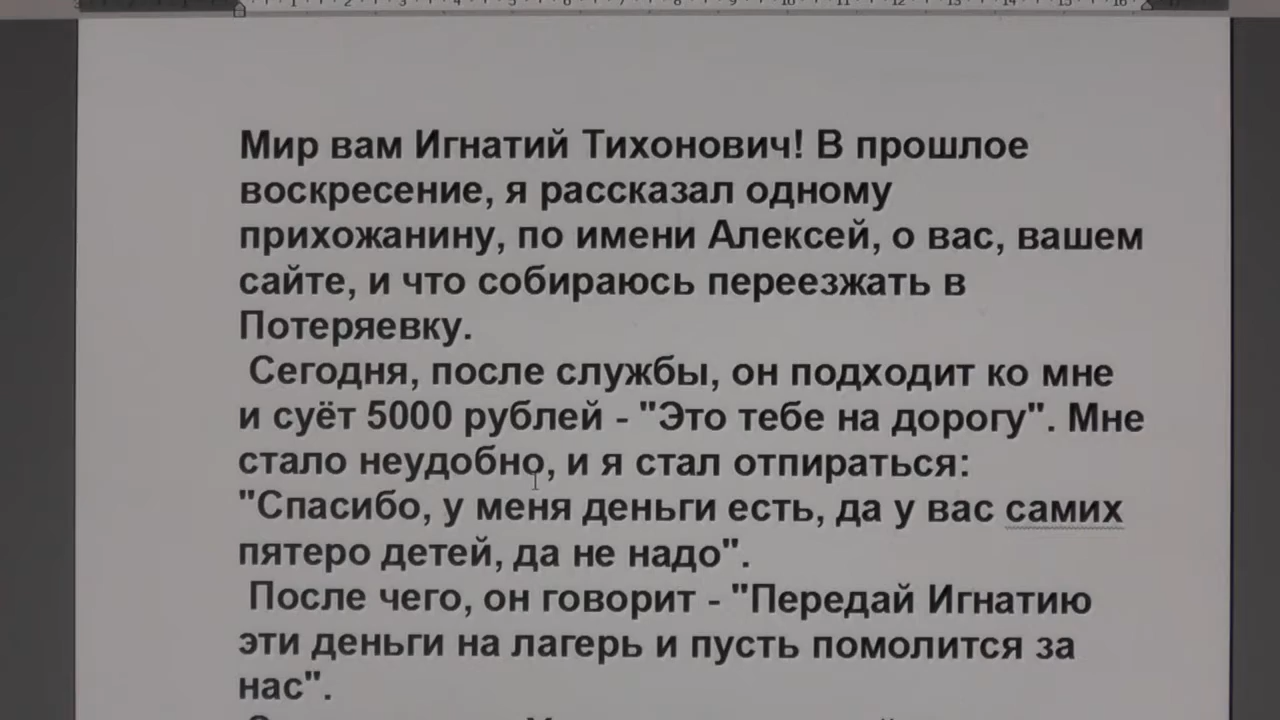 Мир вам Игнатий Тихонович! В прошлое
воскресение, я рассказал одному
прихожанину, по имени Алексей, о вас, вашем
сайте, и что собираюсь переезжать в
Потеряевку.
Сегодня, после службы, он подходит ко мне
и суёт 5000 рублей - "Это тебе на дорогу". Мне
стало неудобно, и я стал отпираться:
"Спасибо, у меня деньги есть, да у вас самих
пятеро детей, да не надо".
После чего, он говорит - "Передай Игнатию
эти деньги на лагерь и пусть помолится за
нас".